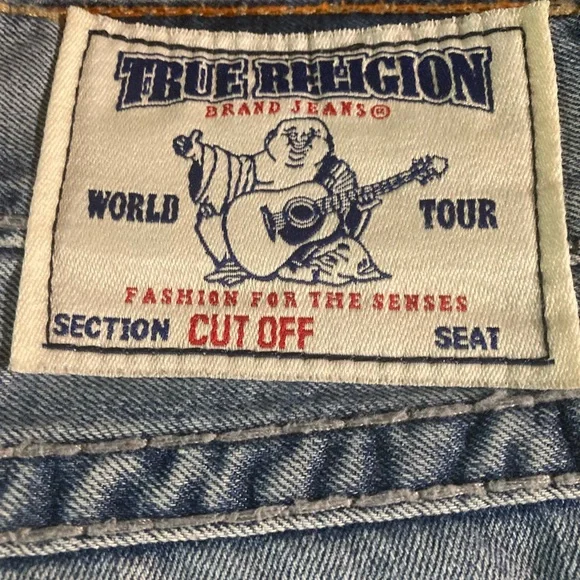 TRUE RELIGION
BRAND JEANS®
WORLD TOUR
FASHION FOR THE SENSES
SECTION CUT OFF SEAT